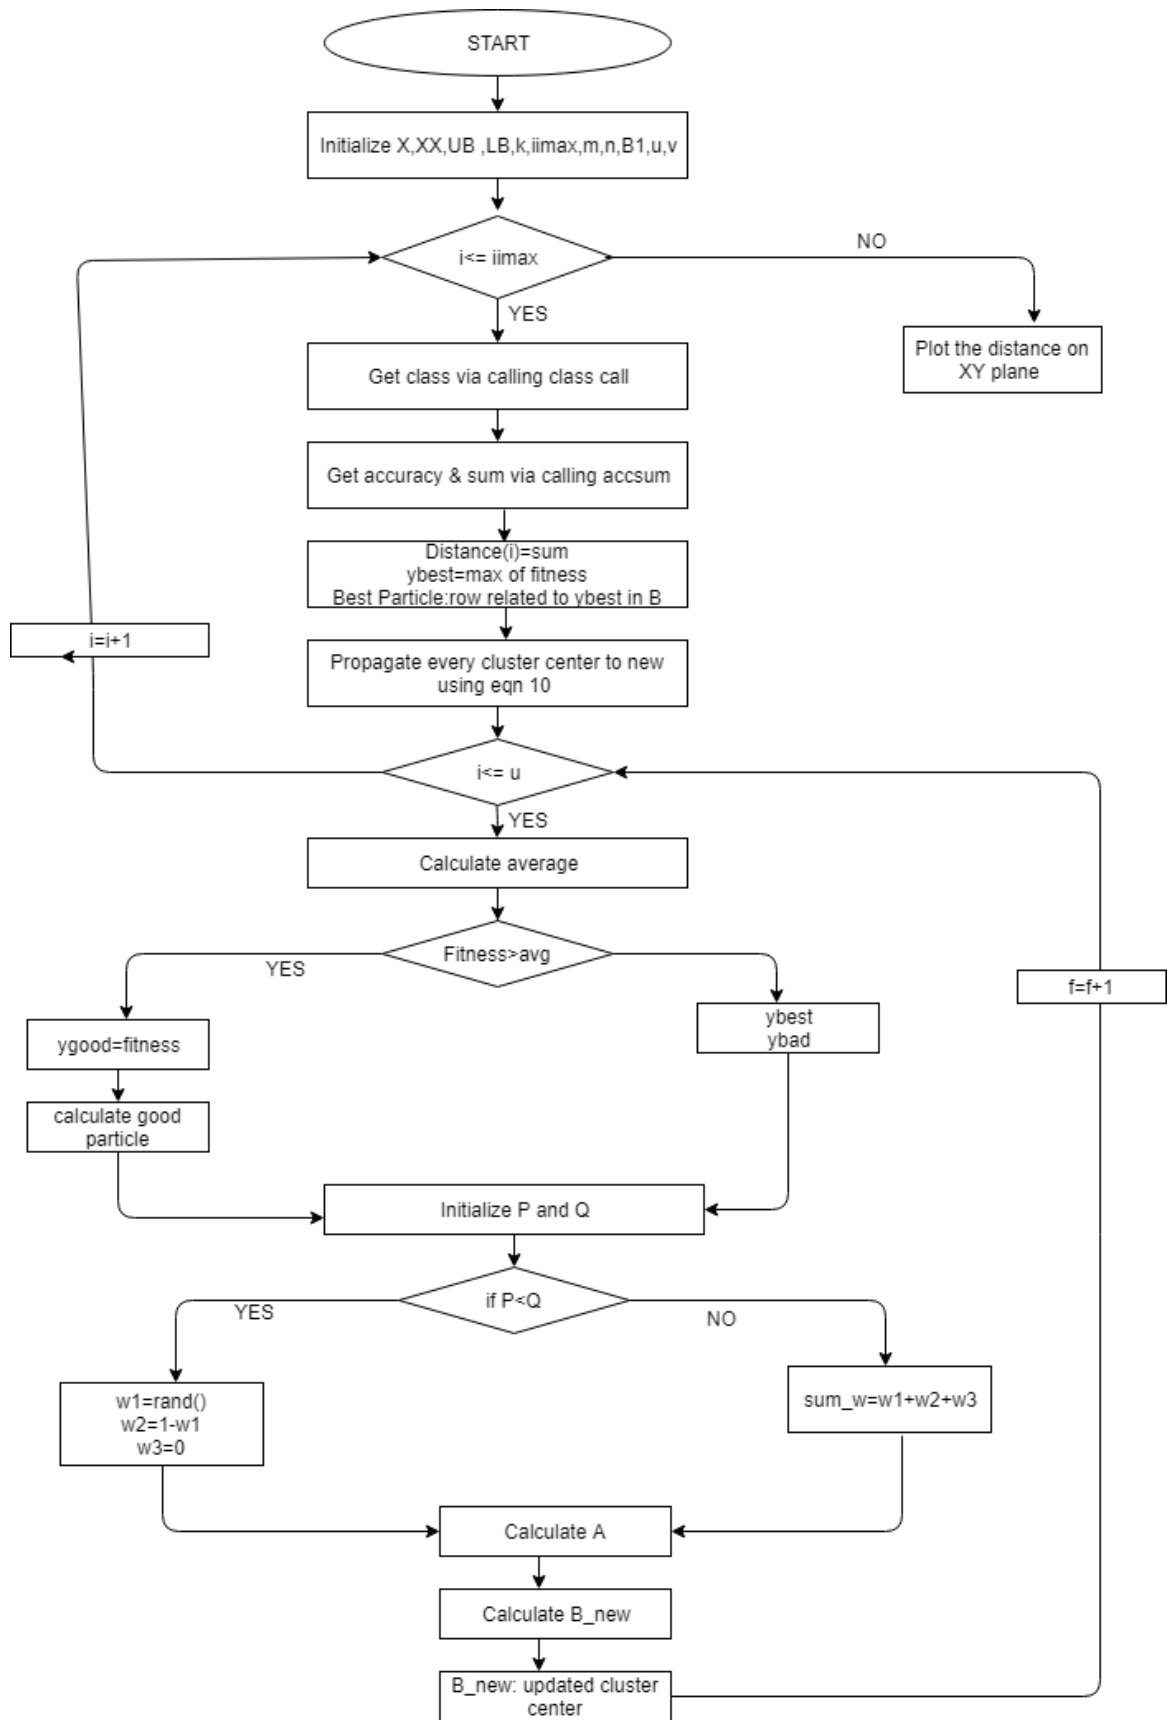 START
Initialize X,XX,UB ,LB,k,iimax,m,n,B1,u,v
i<= iimax
NO
YES
Plot the distance on
XY plane
Get class via calling class call
Get accuracy & sum via calling accsum
Distance(i)=sum
ybest=max of fitness
Best Particle:row related to ybest in B
i=i+1
Propagate every cluster center to new
using eqn 10
i<= u
YES
Calculate average
Fitness>avg
YES
f=f+1
ybest
ybad
ygood=fitness
calculate good
particle
Initialize P and Q
if P<Q
YES
NO
w1=rand()
w2=1-w1
w3=0
sum_w=w1+w2+w3
Calculate A
Calculate B_new
B_new: updated cluster
center